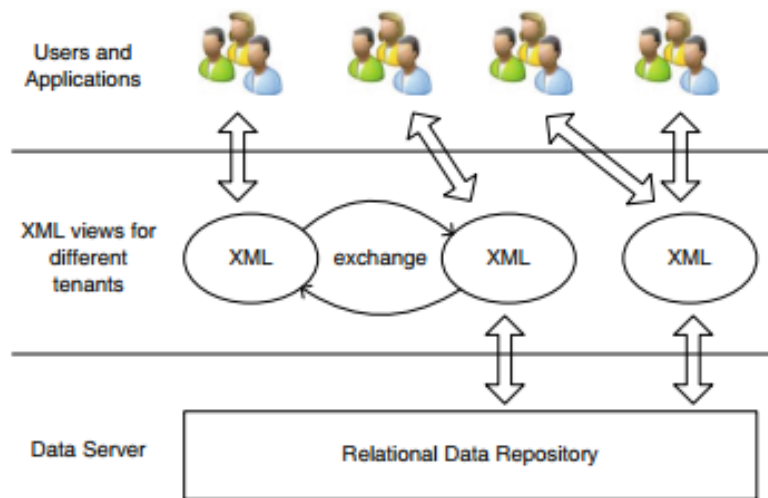 Users and
Applications
XML views for
different
tenants
XML
exchange
XML
XML
Data Server
Relational Data Repository